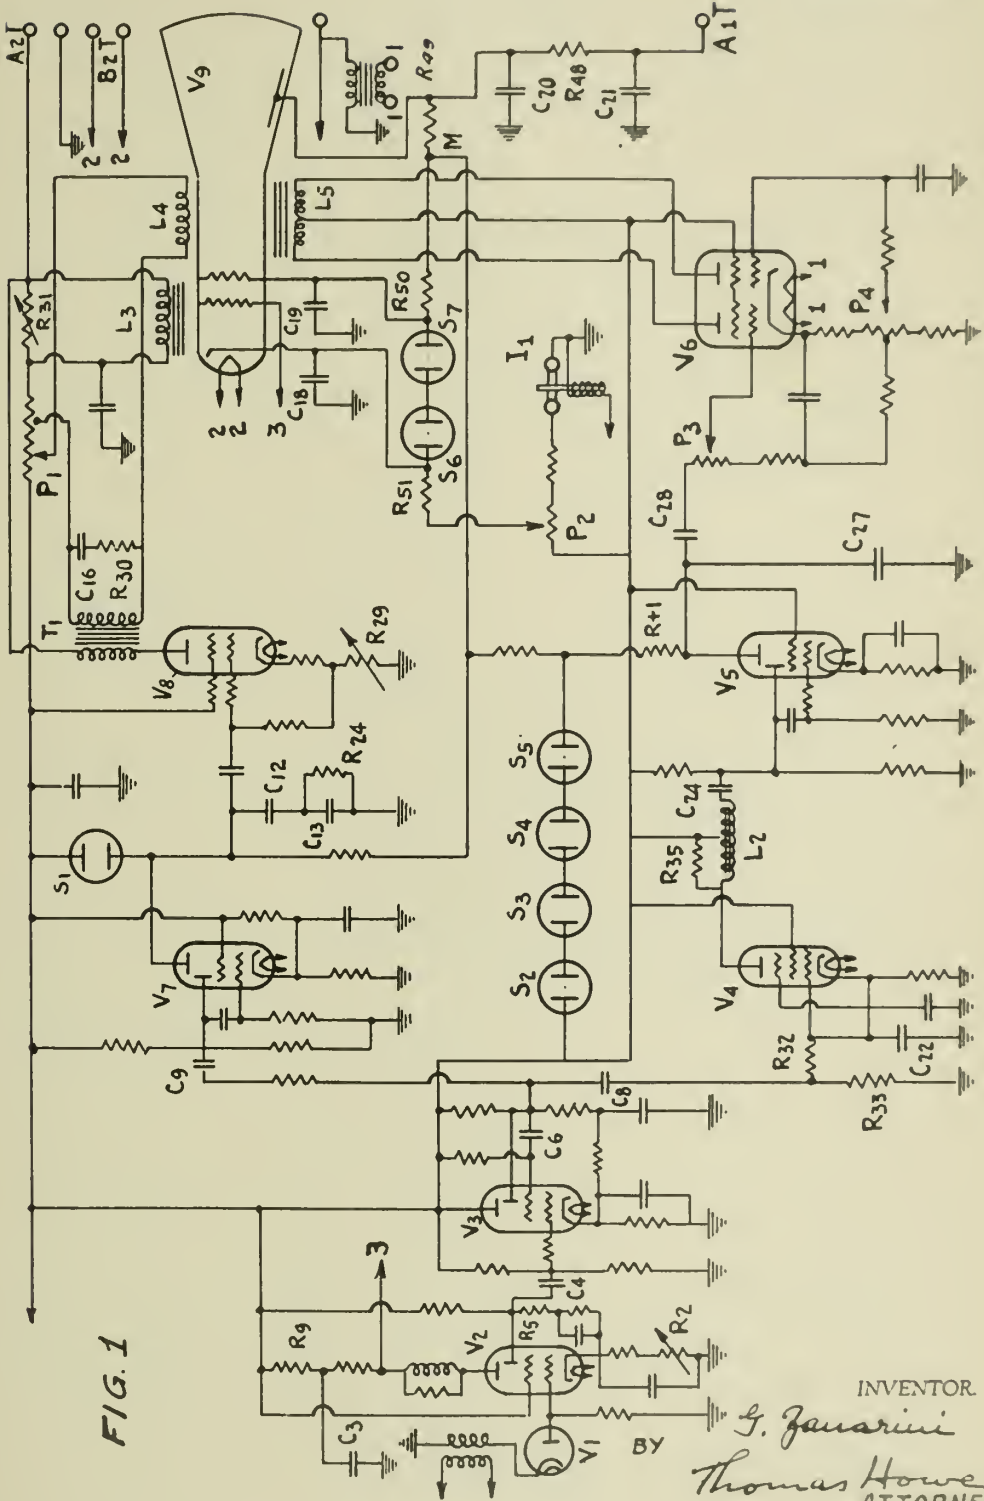 FIG. 1
A2T
B2T
2
2
V9
1
1
R49
M
C20
R48
C21
A1T
L4
L5
R31
L3
P1
C19
C18
2
2
3
R50
S7
S6
R51
I1
P2
V6
1
1
P4
P3
C28
C27
T1
C16
R30
V8
R29
R24
C12
C13
S1
S5
S4
S3
S2
V5
C24
L2
R35
V7
C9
V4
R32
C22
R33
C8
C6
V3
3
R9
C3
V2
R5
C4
R2
V1
INVENTOR.
G. Zanarini
BY
Thomas Howe